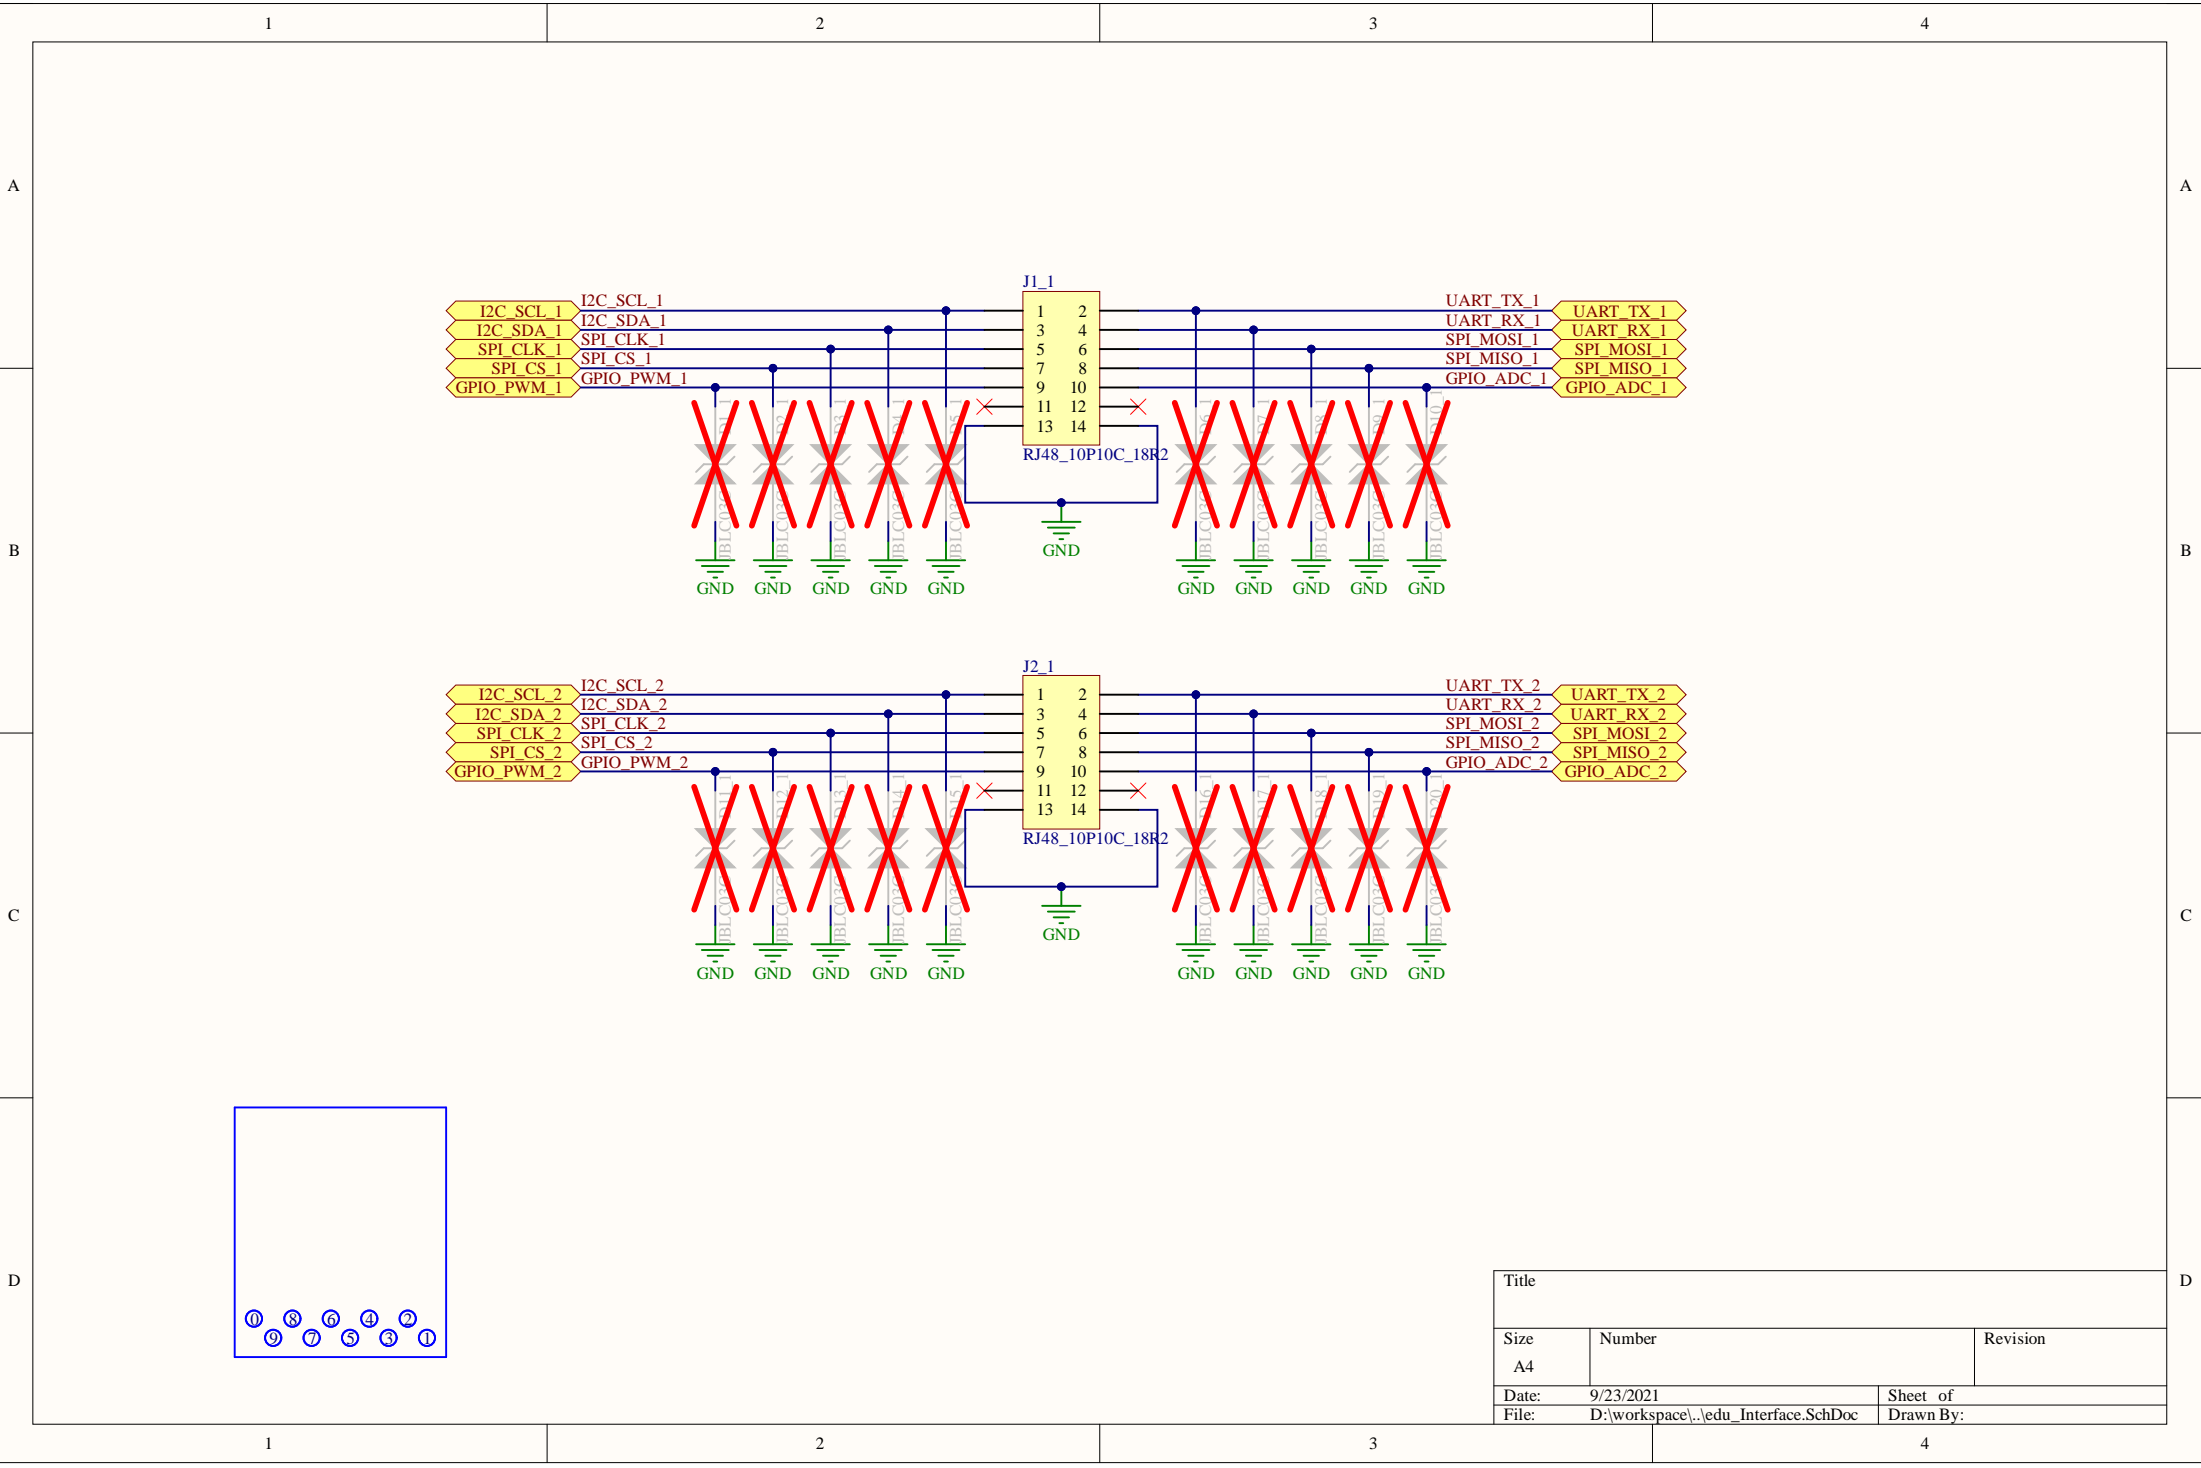 1 2 3 4
A A
J1_1
I2C_SCL_1 I2C_SCL_1 1 2 UART_TX_1 UART_TX_1
I2C_SDA_1 I2C_SDA_1 3 4 UART_RX_1 UART_RX_1
SPI_CLK_1 SPI_CLK_1 5 6 SPI_MOSI_1 SPI_MOSI_1
SPI_CS_1 SPI_CS_1 7 8 SPI_MISO_1 SPI_MISO_1
GPIO_PWM_1 GPIO_PWM_1 9 10 GPIO_ADC_1 GPIO_ADC_1
11 12
13 14
RJ48_10P10C_18R2
B GND B
GND GND GND GND GND GND GND GND GND GND
J2_1
I2C_SCL_2 I2C_SCL_2 1 2 UART_TX_2 UART_TX_2
I2C_SDA_2 I2C_SDA_2 3 4 UART_RX_2 UART_RX_2
SPI_CLK_2 SPI_CLK_2 5 6 SPI_MOSI_2 SPI_MOSI_2
SPI_CS_2 SPI_CS_2 7 8 SPI_MISO_2 SPI_MISO_2
GPIO_PWM_2 GPIO_PWM_2 9 10 GPIO_ADC_2 GPIO_ADC_2
11 12
13 14
RJ48_10P10C_18R2
C C
GND
GND GND GND GND GND GND GND GND GND GND
D D
0 8 6 4 2
9 7 5 3 1
Title
Size Number Revision
A4
Date: 9/23/2021 Sheet of
File: D:\workspace\..\edu_Interface.SchDoc Drawn By:
1 2 3 4